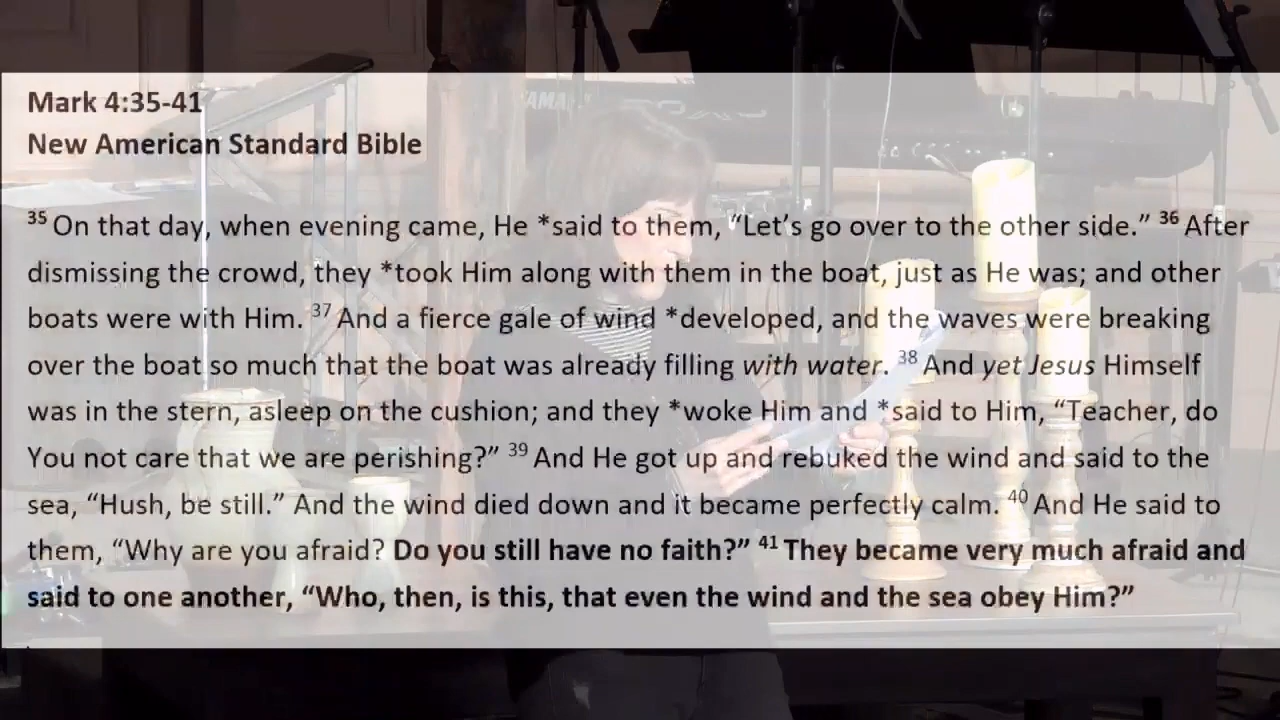 Mark 4:35-41
New American Standard Bible
35 On that day, when evening came, He *said to them, “Let’s go over to the other side.” 36 After
dismissing the crowd, they *took Him along with them in the boat, just as He was; and other
boats were with Him. 37 And a fierce gale of wind *developed, and the waves were breaking
over the boat so much that the boat was already filling with water. 38 And yet Jesus Himself
was in the stern, asleep on the cushion; and they *woke Him and *said to Him, “Teacher, do
You not care that we are perishing?” 39 And He got up and rebuked the wind and said to the
sea, “Hush, be still.” And the wind died down and it became perfectly calm. 40 And He said to
them, “Why are you afraid? Do you still have no faith?” 41 They became very much afraid and
said to one another, “Who, then, is this, that even the wind and the sea obey Him?”
YAMAHA